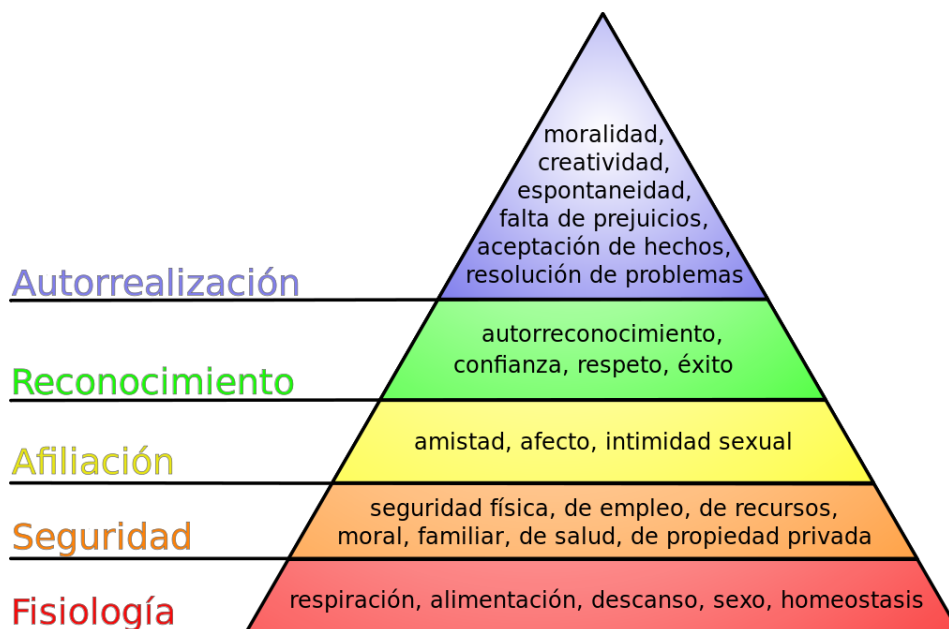 moralidad,
creatividad,
espontaneidad,
falta de prejuicios,
aceptación de hechos,
resolución de problemas
Autorrealización
autorreconocimiento,
confianza, respeto, éxito
Reconocimiento
amistad, afecto, intimidad sexual
Afiliación
seguridad física, de empleo, de recursos,
moral, familiar, de salud, de propiedad privada
Seguridad
respiración, alimentación, descanso, sexo, homeostasis
Fisiología